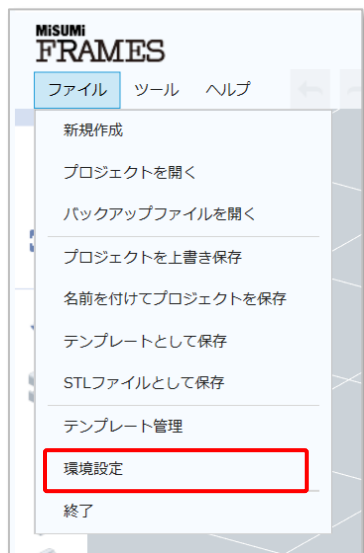 MiSUMi
FRAMES
ファイル ツール ヘルプ
新規作成
プロジェクトを開く
バックアップファイルを開く
プロジェクトを上書き保存
名前を付けてプロジェクトを保存
テンプレートとして保存
STLファイルとして保存
テンプレート管理
環境設定
終了